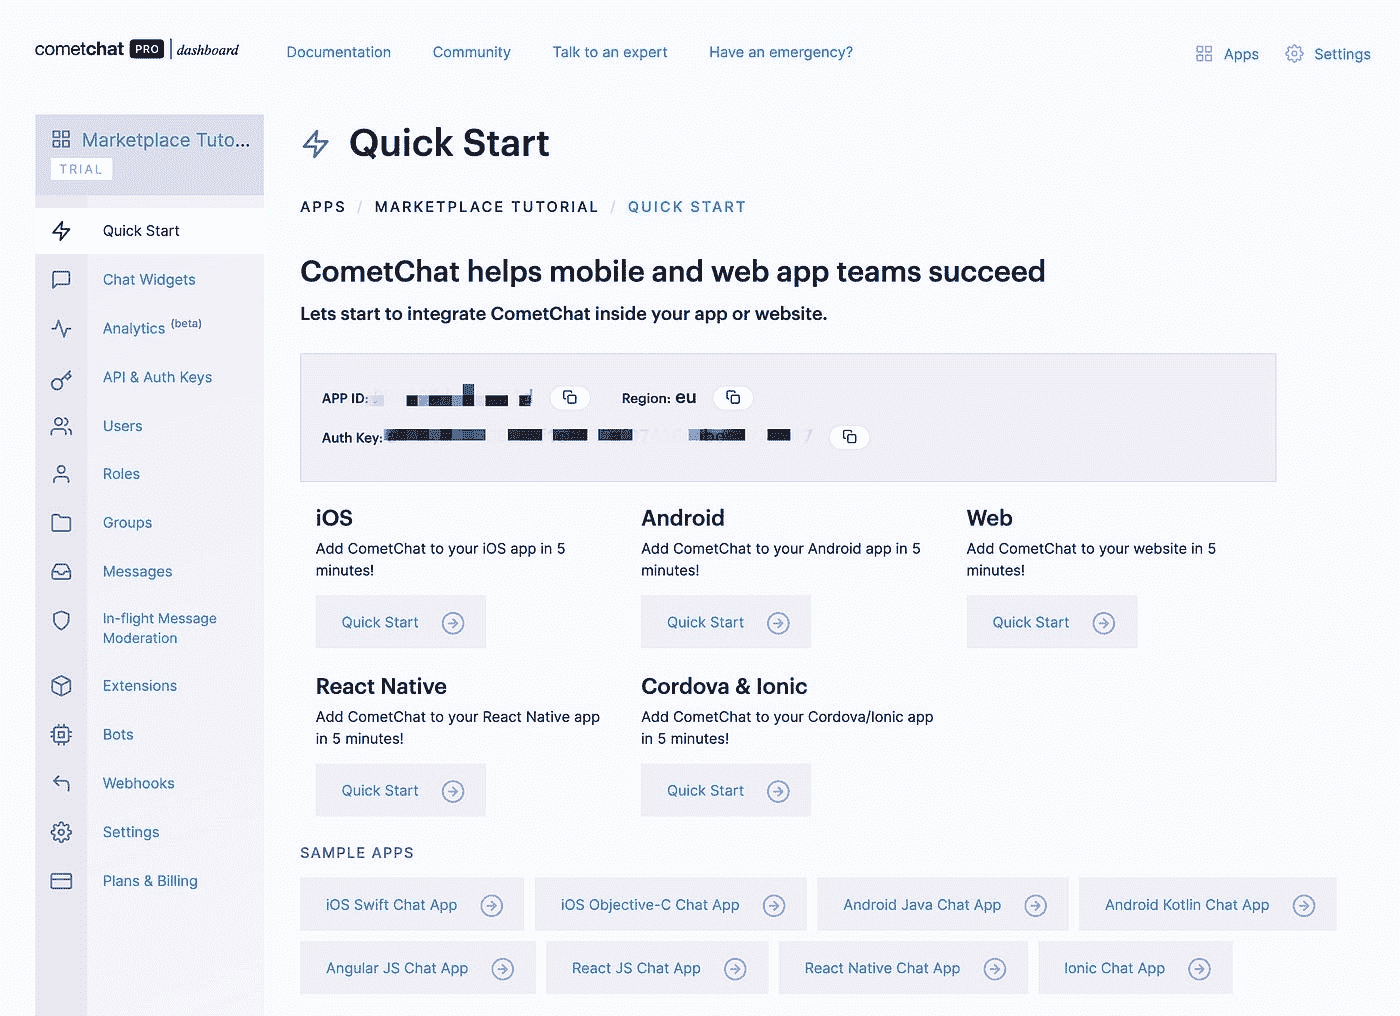 cometchat PRO dashboard
Documentation
Community
Talk to an expert
Have an emergency?
Apps
Settings
Marketplace Tuto...
TRIAL
Quick Start
Chat Widgets
Analytics (beta)
API & Auth Keys
Users
Roles
Groups
Messages
In-flight Message
Moderation
Extensions
Bots
Webhooks
Settings
Plans & Billing
Quick Start
APPS / MARKETPLACE TUTORIAL / QUICK START
CometChat helps mobile and web app teams succeed
Lets start to integrate CometChat inside your app or website.
APP ID:
Region: eu
Auth Key:
iOS
Add CometChat to your iOS app in 5
minutes!
Quick Start
Android
Add CometChat to your Android app in 5
minutes!
Quick Start
Web
Add CometChat to your website in 5
minutes!
Quick Start
React Native
Add CometChat to your React Native app
in 5 minutes!
Quick Start
Cordova & Ionic
Add CometChat to your Cordova/Ionic app
in 5 minutes!
Quick Start
SAMPLE APPS
iOS Swift Chat App
iOS Objective-C Chat App
Android Java Chat App
Android Kotlin Chat App
Angular JS Chat App
React JS Chat App
React Native Chat App
Ionic Chat App